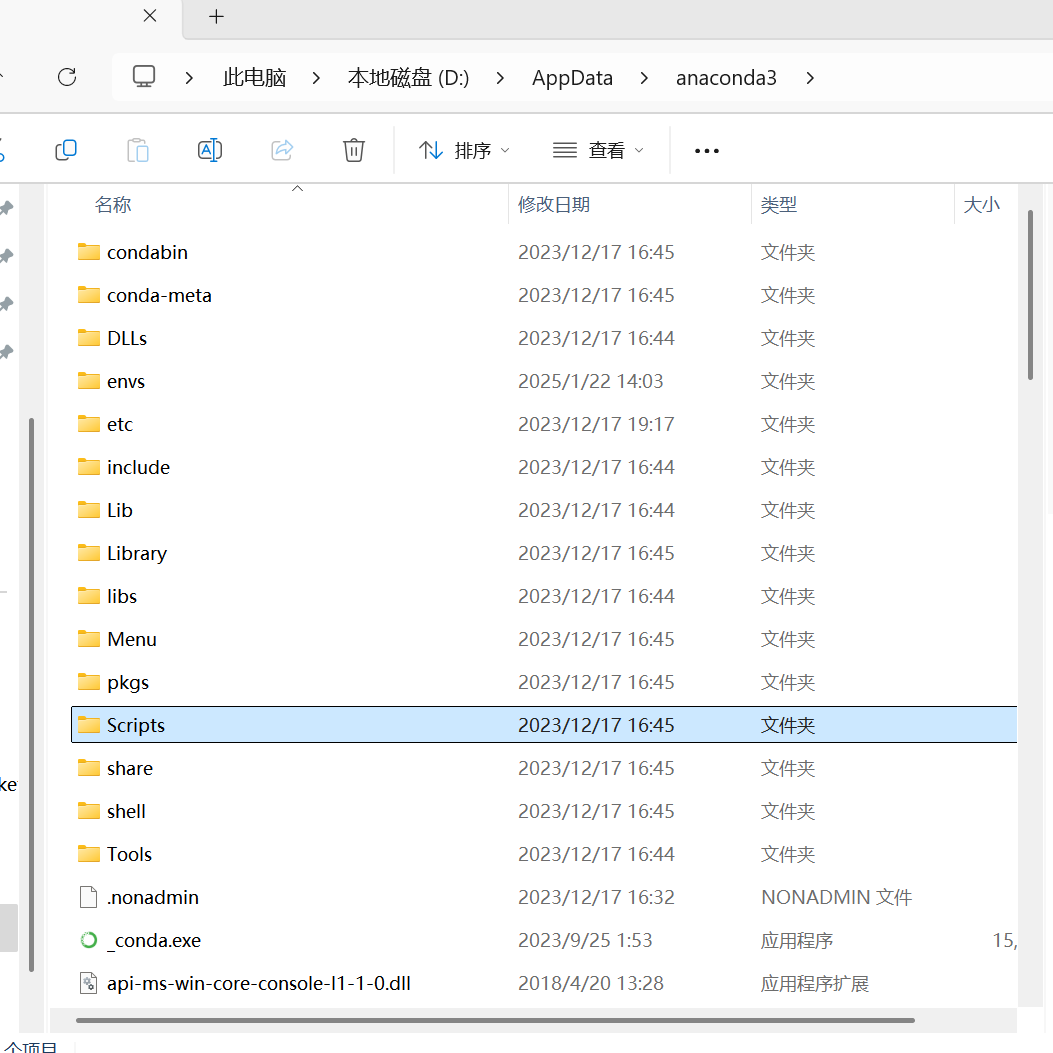 此电脑 本地磁盘 (D:) AppData anaconda3
排序 查看
名称 修改日期 类型 大小
condabin 2023/12/17 16:45 文件夹
conda-meta 2023/12/17 16:45 文件夹
DLLs 2023/12/17 16:44 文件夹
envs 2025/1/22 14:03 文件夹
etc 2023/12/17 19:17 文件夹
include 2023/12/17 16:44 文件夹
Lib 2023/12/17 16:44 文件夹
Library 2023/12/17 16:45 文件夹
libs 2023/12/17 16:44 文件夹
Menu 2023/12/17 16:45 文件夹
pkgs 2023/12/17 16:45 文件夹
Scripts 2023/12/17 16:45 文件夹
share 2023/12/17 16:45 文件夹
shell 2023/12/17 16:45 文件夹
Tools 2023/12/17 16:44 文件夹
.nonadmin 2023/12/17 16:32 NONADMIN 文件
_conda.exe 2023/9/25 1:53 应用程序 15,
api-ms-win-core-console-l1-1-0.dll 2018/4/20 13:28 应用程序扩展
个项目